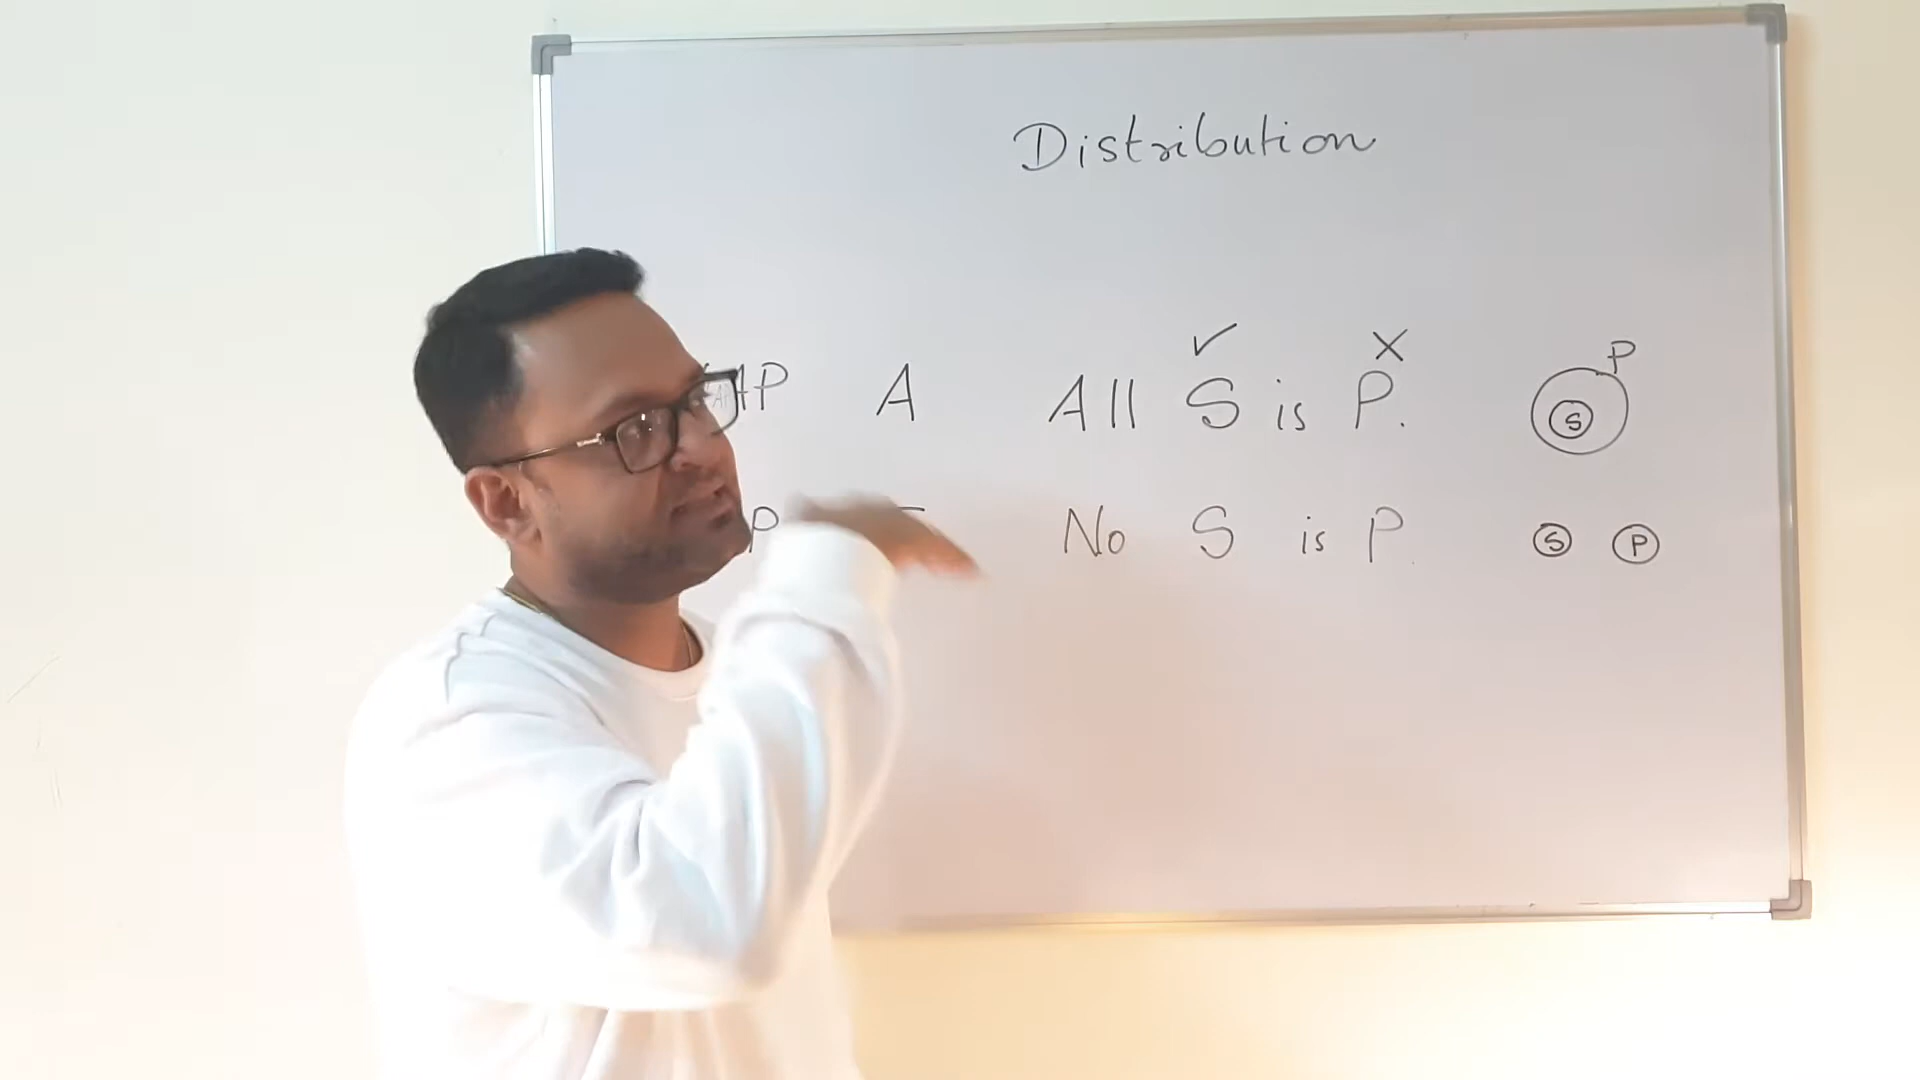 Distribution
✓ X
AP A All S is P. P S
P No S is P. S P